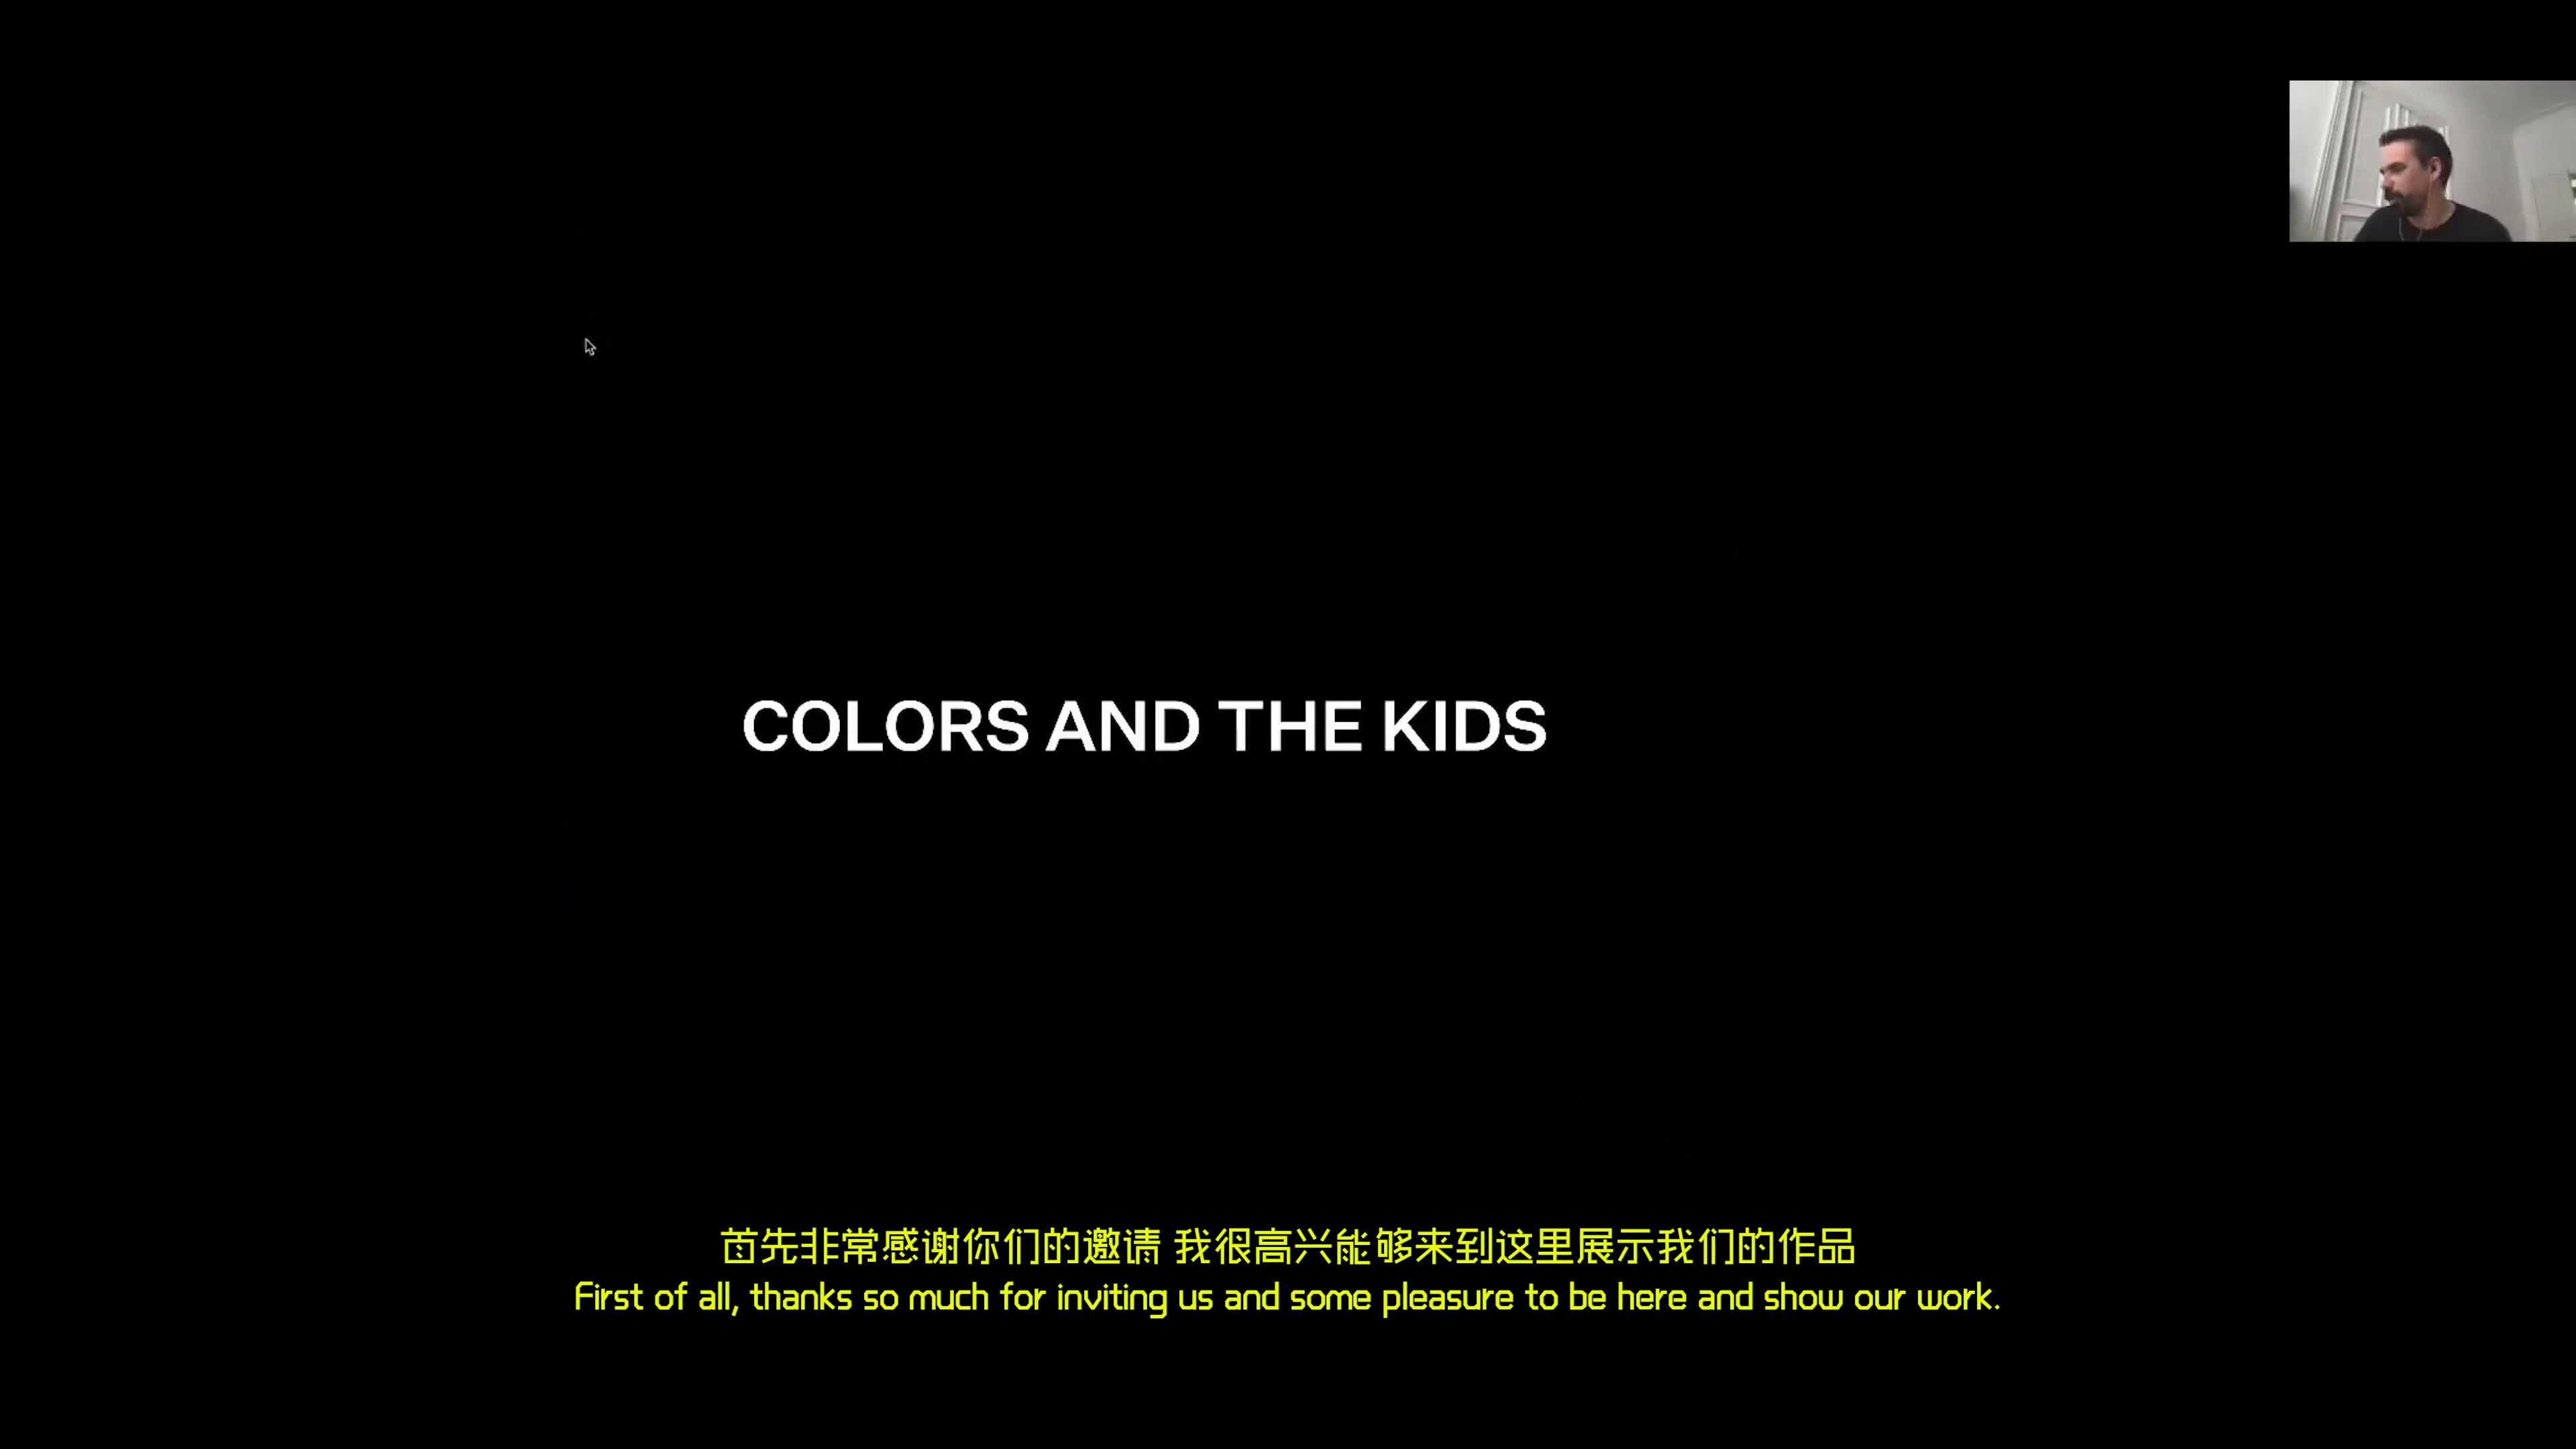 COLORS AND THE KIDS
首先非常感谢你们的邀请 我很高兴能够来到这里展示我们的作品
First of all, thanks so much for inviting us and some pleasure to be here and show our work.